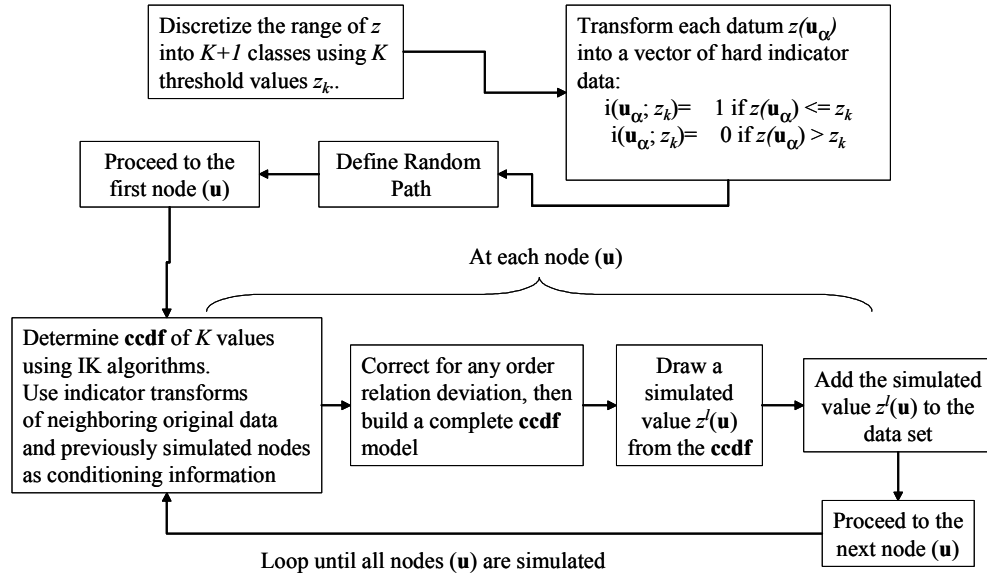 Discretize the range of z
into K+1 classes using K
threshold values zₖ..
Transform each datum z(u_α)
into a vector of hard indicator
data:
i(u_α; zₖ)= 1 if z(u_α) <= zₖ
i(u_α; zₖ)= 0 if z(u_α) > zₖ
Define Random
Path
Proceed to the
first node (u)
At each node (u)
Determine ccdf of K values
using IK algorithms.
Use indicator transforms
of neighboring original data
and previously simulated nodes
as conditioning information
Correct for any order
relation deviation, then
build a complete ccdf
model
Draw a
simulated
value zˡ(u)
from the ccdf
Add the simulated
value zˡ(u) to the
data set
Proceed to the
next node (u)
Loop until all nodes (u) are simulated